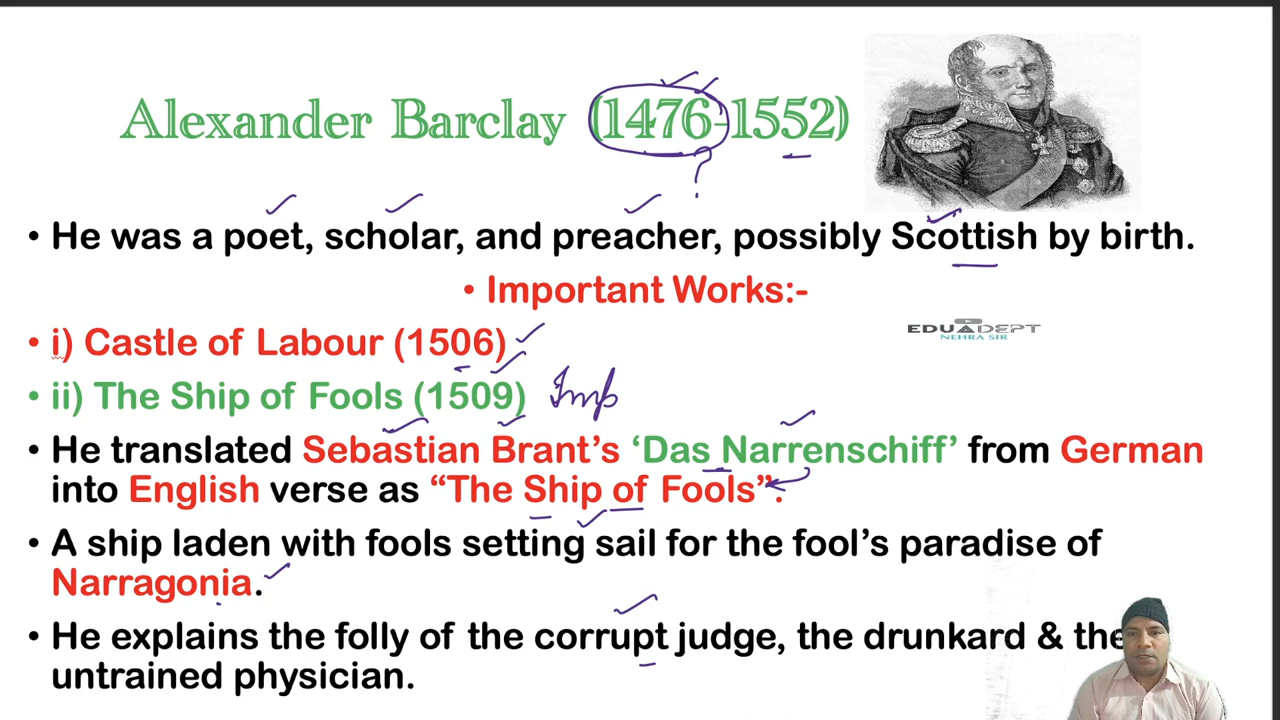 Alexander Barclay (1476-1552)
?
• He was a poet, scholar, and preacher, possibly Scottish by birth.
• Important Works:-
• i) Castle of Labour (1506)
EDUADEPT
NEHRA SIR
• ii) The Ship of Fools (1509) Imp
• He translated Sebastian Brant's ‘Das Narrenschiff’ from German
into English verse as “The Ship of Fools”.
• A ship laden with fools setting sail for the fool's paradise of
Narragonia.
• He explains the folly of the corrupt judge, the drunkard & the
untrained physician.